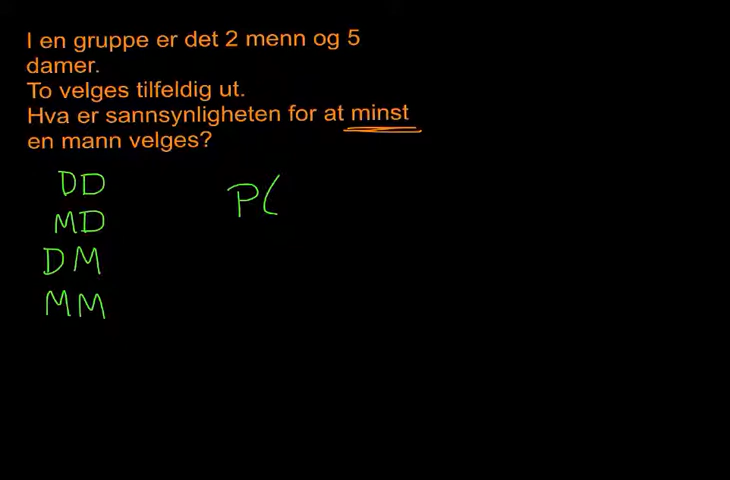 I en gruppe er det 2 menn og 5
damer.
To velges tilfeldig ut.
Hva er sannsynligheten for at minst
en mann velges?
DD
MD
DM
MM
P(